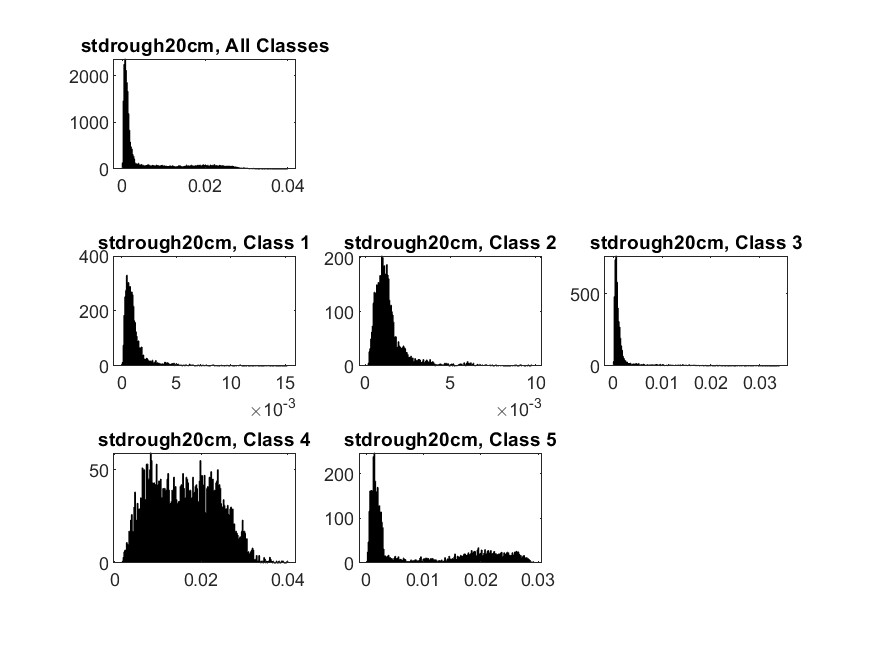 stdrough20cm, All Classes
2000
1000
0
0 0.02 0.04
stdrough20cm, Class 1
400
200
0
0 5 10 15
×10-3
stdrough20cm, Class 2
200
100
0
0 5 10
×10-3
stdrough20cm, Class 3
500
0
0 0.01 0.02 0.03
stdrough20cm, Class 4
50
0
0 0.02 0.04
stdrough20cm, Class 5
200
100
0
0 0.01 0.02 0.03